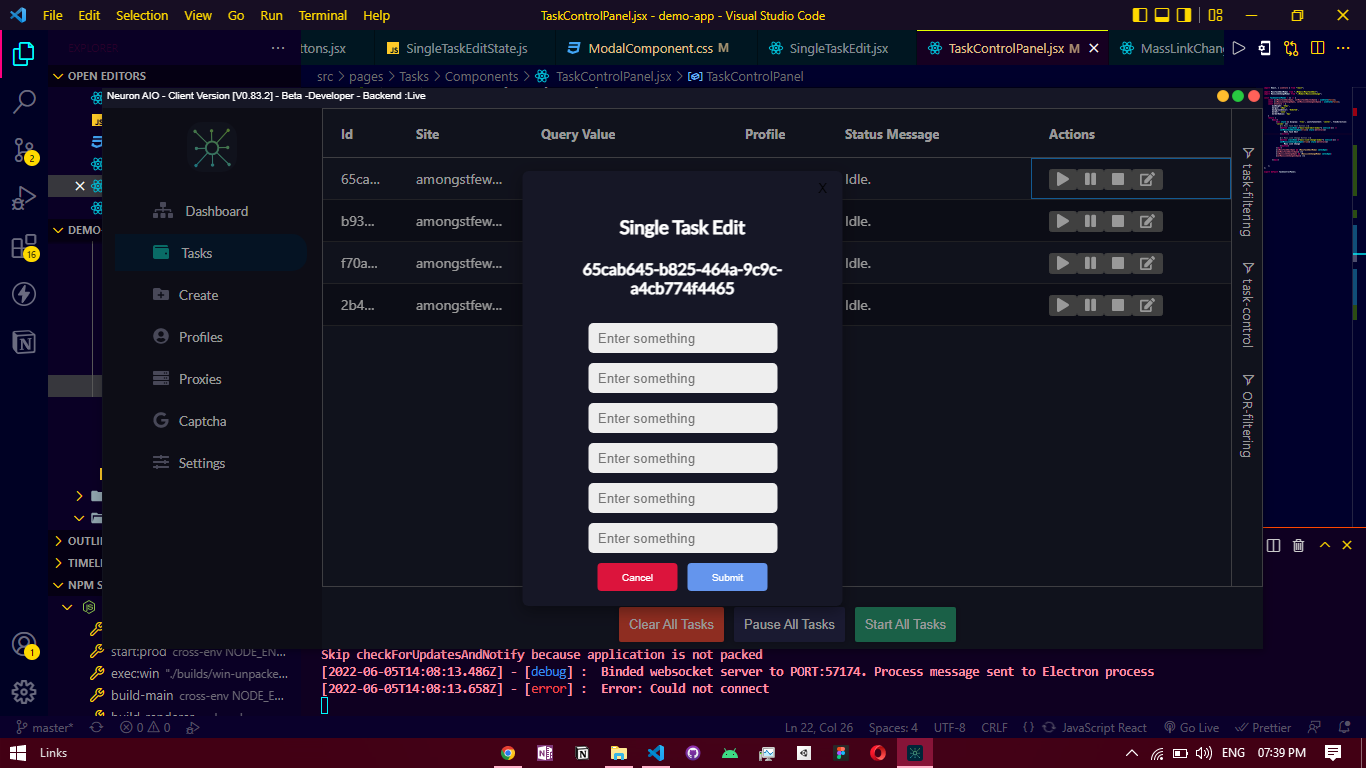 File Edit Selection View Go Run Terminal Help
TaskControlPanel.jsx - demo-app - Visual Studio Code
EXPLORER
ttons.jsx
SingleTaskEditState.js
ModalComponent.css M
SingleTaskEdit.jsx
TaskControlPanel.jsx M
MassLinkChan
OPEN EDITORS
src > pages > Tasks > Components > TaskControlPanel.jsx > TaskControlPanel
Neuron AIO - Client Version [V0.83.2] - Beta -Developer - Backend :Live
DEMO-
Dashboard
Tasks
Create
Profiles
Proxies
Captcha
Settings
Id Site Query Value Profile Status Message Actions
65ca... amongstfew... Idle.
b93... amongstfew... Idle.
f70a... amongstfew... Idle.
2b4... amongstfew... Idle.
task-filtering
task-control
OR-filtering
X
Single Task Edit
65cab645-b825-464a-9c9c-
a4cb774f4465
Enter something
Enter something
Enter something
Enter something
Enter something
Enter something
Cancel Submit
Clear All Tasks Pause All Tasks Start All Tasks
OUTLI
TIMELI
NPM S
start:prod cross-env NODE_EN...
exec:win "./builds/win-unpacke...
build-main cross-env NODE_E...
Skip checkForUpdatesAndNotify because application is not packed
[2022-06-05T14:08:13.486Z] - [debug] : Binded websocket server to PORT:57174. Process message sent to Electron process
[2022-06-05T14:08:13.658Z] - [error] : Error: Could not connect
2
16
1
master* 0 0
Ln 22, Col 26 Spaces: 4 UTF-8 CRLF {} JavaScript React Go Live Prettier
Links
ENG 07:39 PM